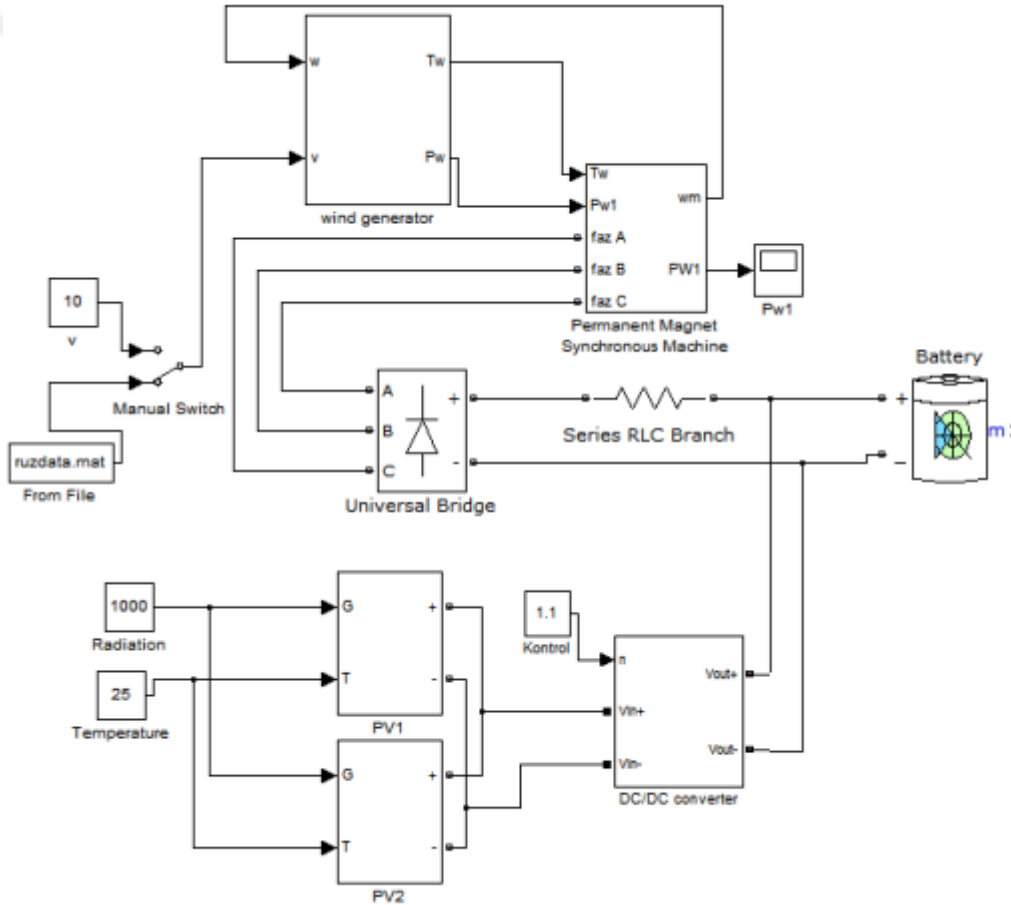 w
Tw
v
Pw
wind generator
Tw
wm
Pw1
faz A
faz B
PW1
faz C
Pw1
Permanent Magnet
Synchronous Machine
10
v
Manual Switch
ruzdata.mat
From File
A
+
B
C
-
Universal Bridge
Series RLC Branch
Battery
+
m
-
1000
Radiation
25
Temperature
G
+
T
-
PV1
G
+
T
-
PV2
1.1
Kontrol
n
Vout+
Vin+
Vout-
Vin-
DC/DC converter